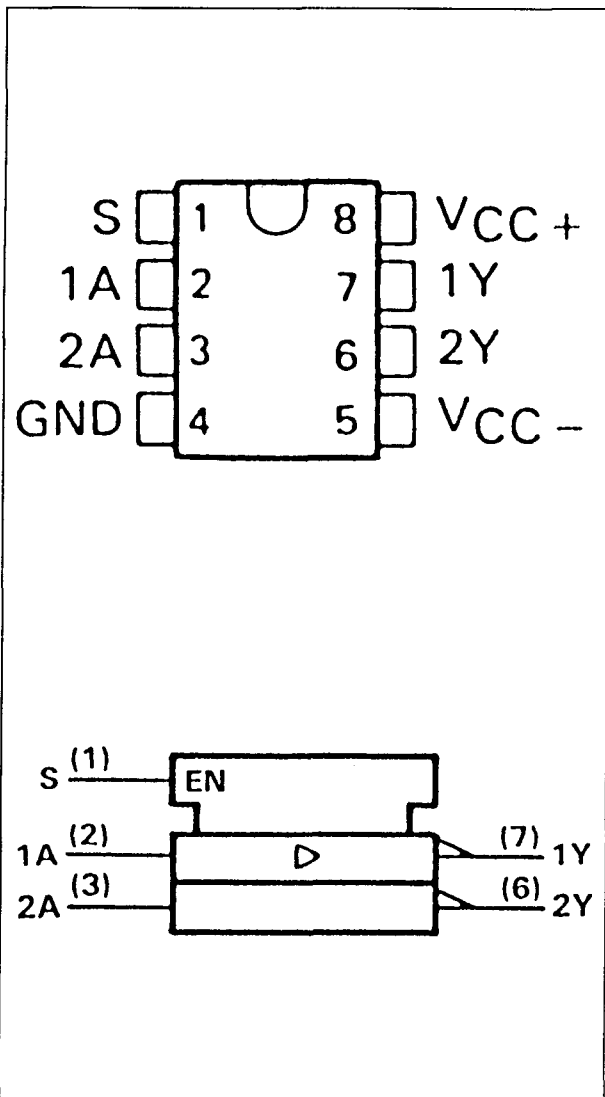 S 1 8 VCC+
1A 2 7 1Y
2A 3 6 2Y
GND 4 5 VCC-
S (1) EN
1A (2) (7) 1Y
2A (3) (6) 2Y